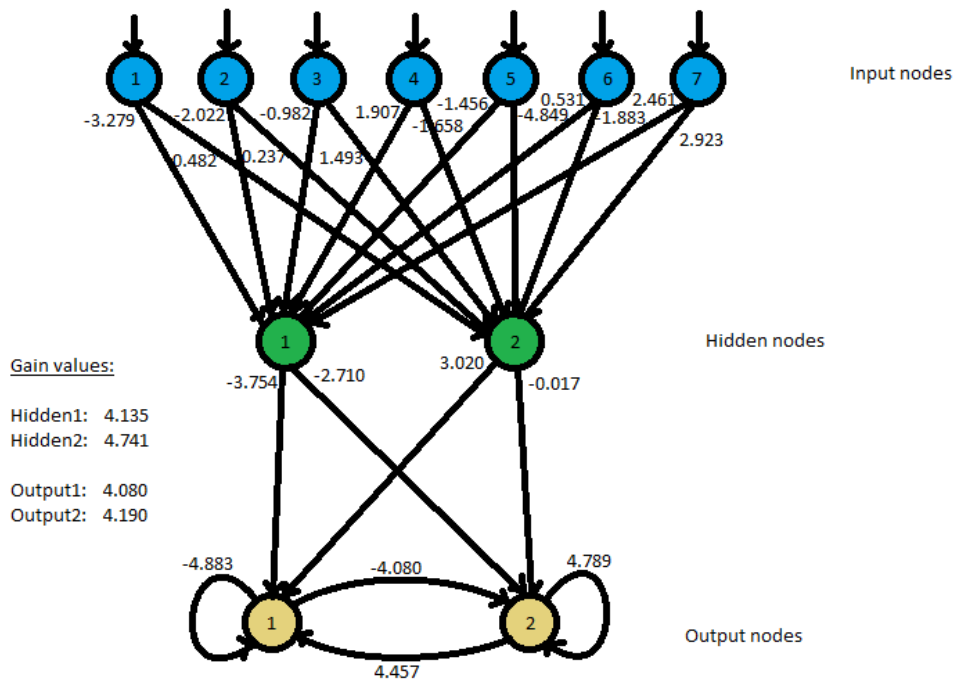 1 2 3 4 5 6 7
Input nodes
-3.279 -2.022 -0.982 1.907 -1.456 0.531 2.461
-1.658 -4.849 -1.883
0.482 0.237 1.493 2.923
1 2
Hidden nodes
-3.754 -2.710 3.020 -0.017
Gain values:
Hidden1: 4.135
Hidden2: 4.741
Output1: 4.080
Output2: 4.190
-4.883 -4.080 4.789
1 2
Output nodes
4.457